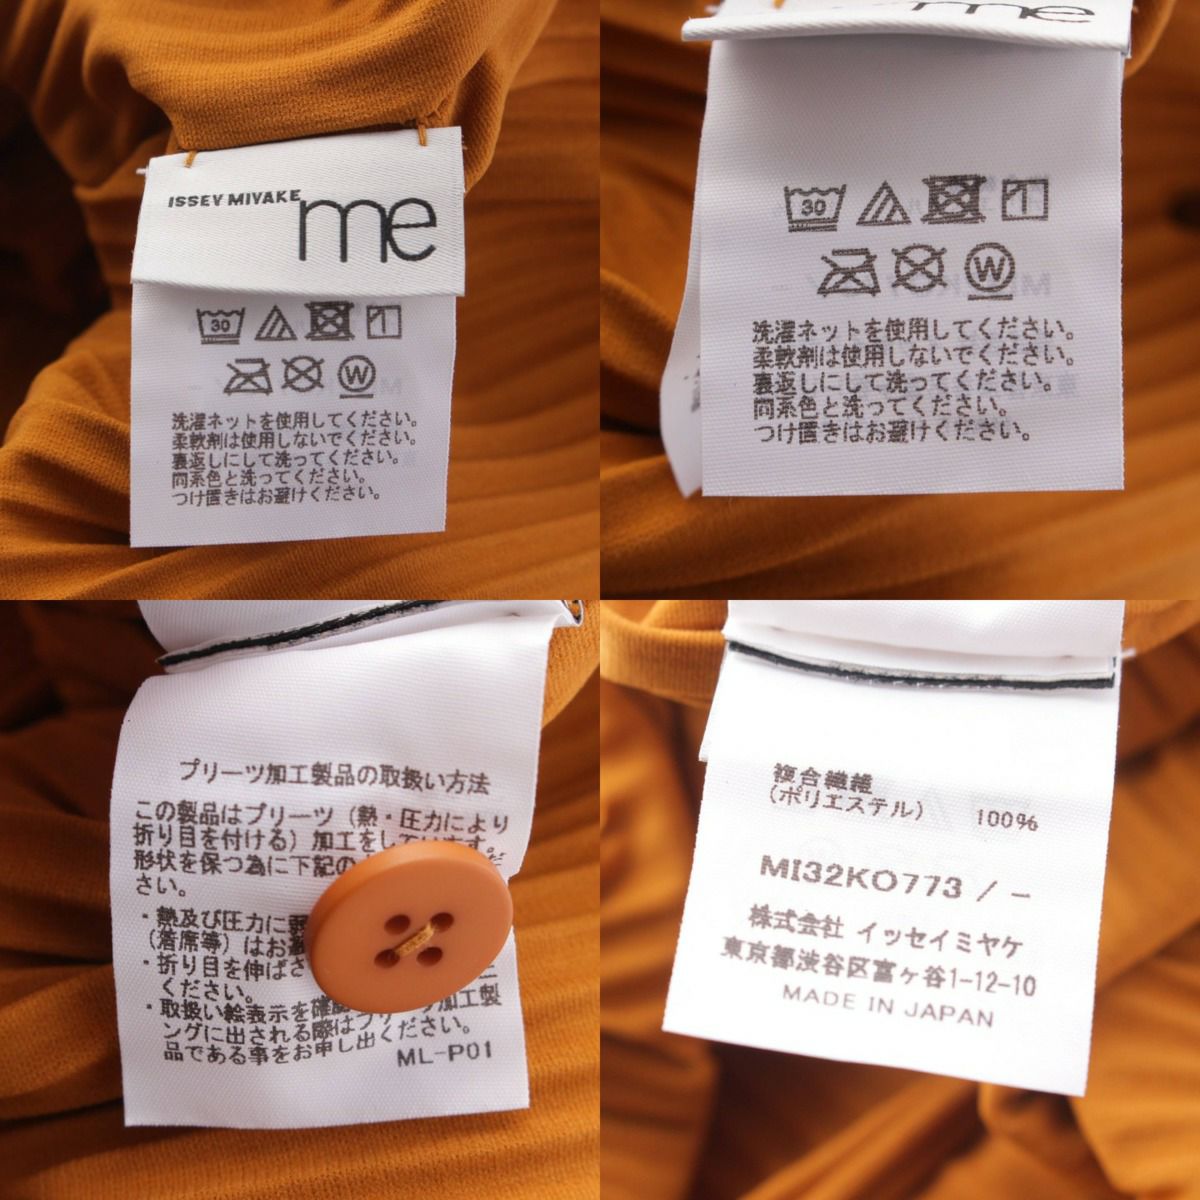 ISSEY MIYAKE me
30
W
洗濯ネットを使用してください。
柔軟剤は使用しないでください。
裏返しにして洗ってください。
同系色と洗ってください。
つけ置きはお避けください。
me
30
W
洗濯ネットを使用してください。
柔軟剤は使用しないでください。
裏返しにして洗ってください。
同系色と洗ってください。
つけ置きはお避けください。
プリーツ加工製品の取扱い方法
この製品はプリーツ（熱・圧力により
折り目を付ける）加工をしています。
形状を保つ為に下記の
さい。
・熱及び圧力に
（着席等）はお
・折り目を伸ばさ
ください。
・取扱い絵表示を確 加工製
ングに出される際は
品である事をお申し出ください。
ML-P01
複合繊維
（ポリエステル） 100%
MI32KO773 / –
株式会社 イッセイミヤケ
東京都渋谷区富ヶ谷1-12-10
MADE IN JAPAN